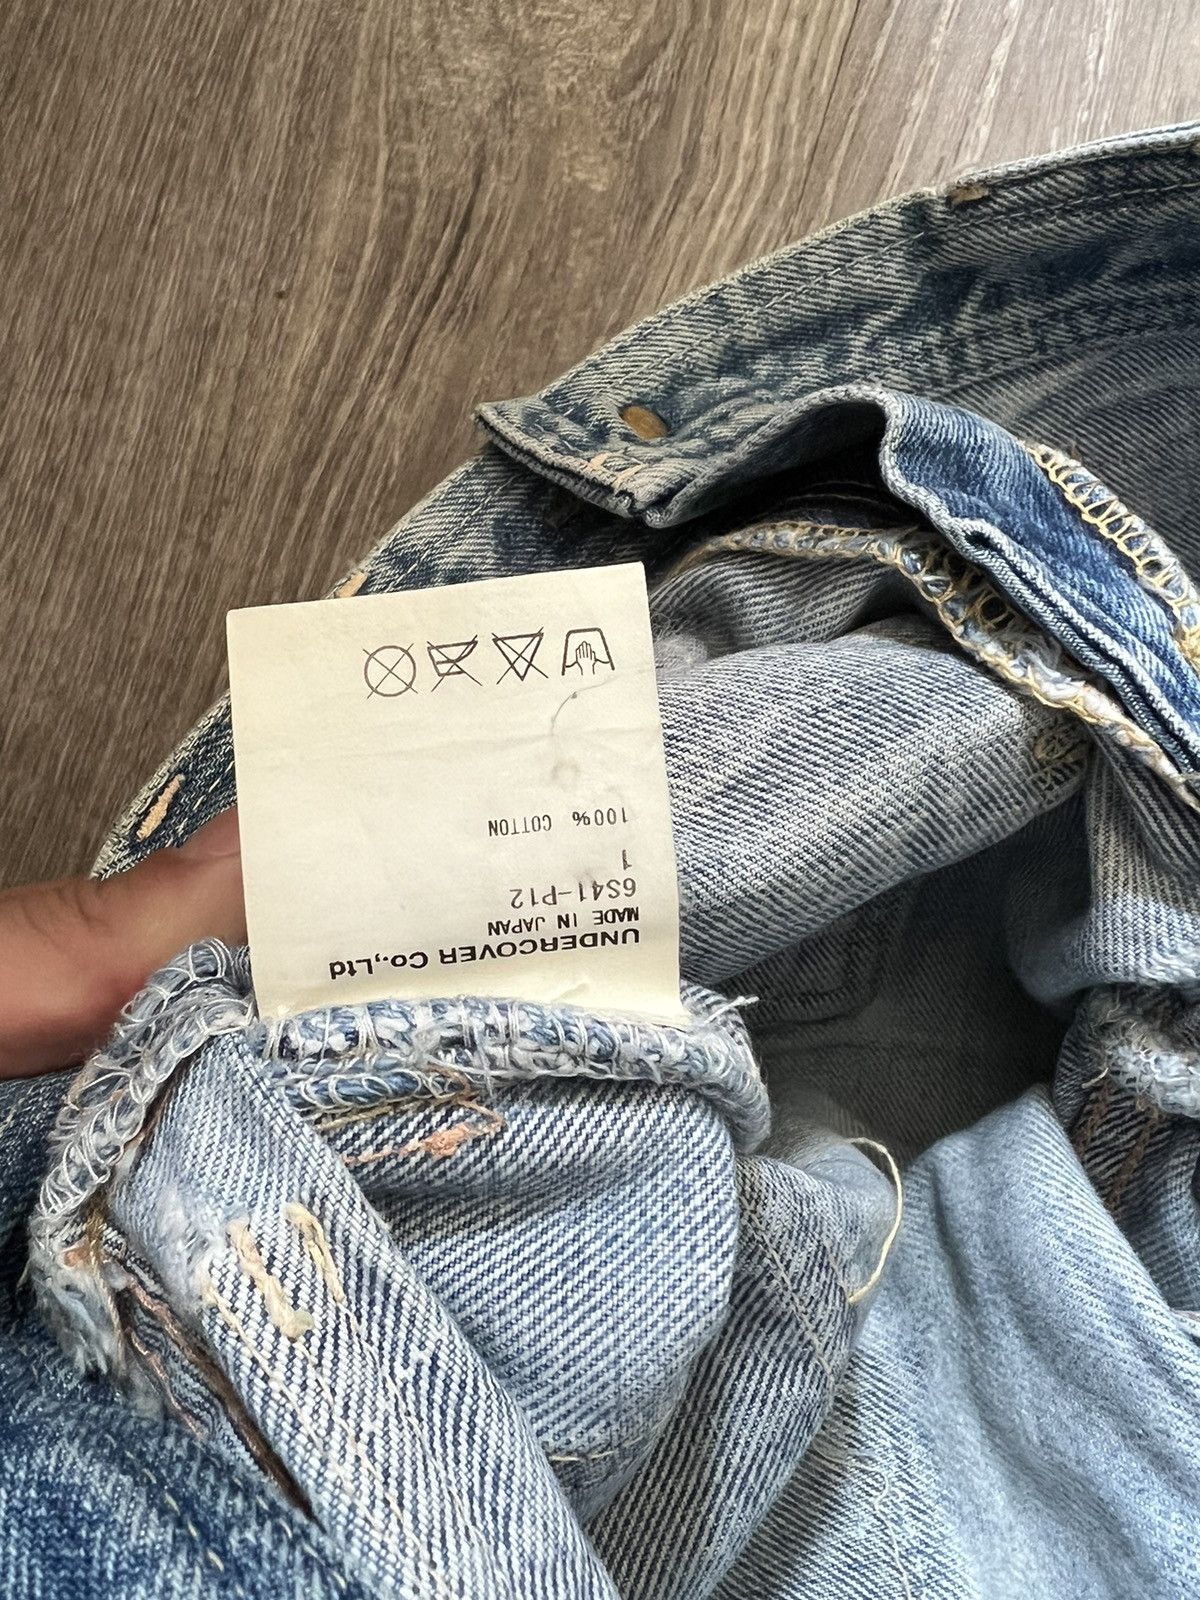 UNDERCOVER Co.,Ltd
MADE IN JAPAN
6S41-P12
1
100% COTTON